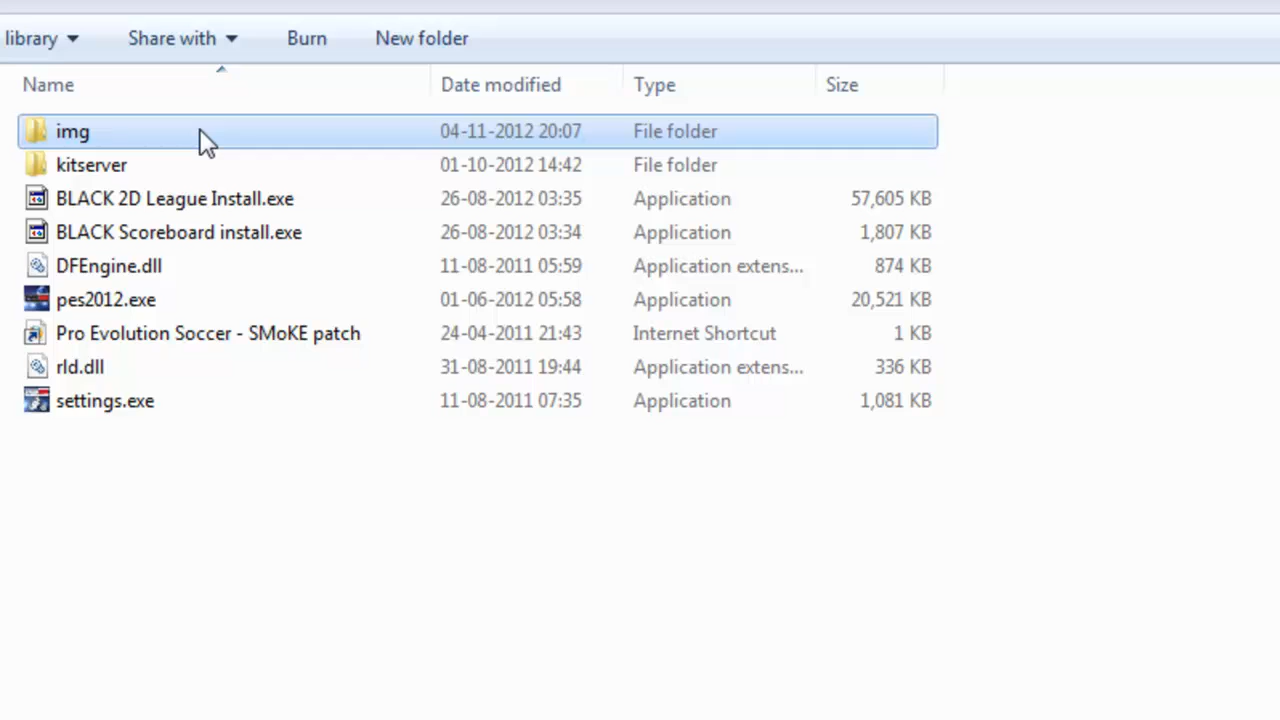 library Share with Burn New folder
Name Date modified Type Size
img 04-11-2012 20:07 File folder
kitserver 01-10-2012 14:42 File folder
BLACK 2D League Install.exe 26-08-2012 03:35 Application 57,605 KB
BLACK Scoreboard install.exe 26-08-2012 03:34 Application 1,807 KB
DFEngine.dll 11-08-2011 05:59 Application extens... 874 KB
pes2012.exe 01-06-2012 05:58 Application 20,521 KB
Pro Evolution Soccer - SMoKE patch 24-04-2011 21:43 Internet Shortcut 1 KB
rld.dll 31-08-2011 19:44 Application extens... 336 KB
settings.exe 11-08-2011 07:35 Application 1,081 KB